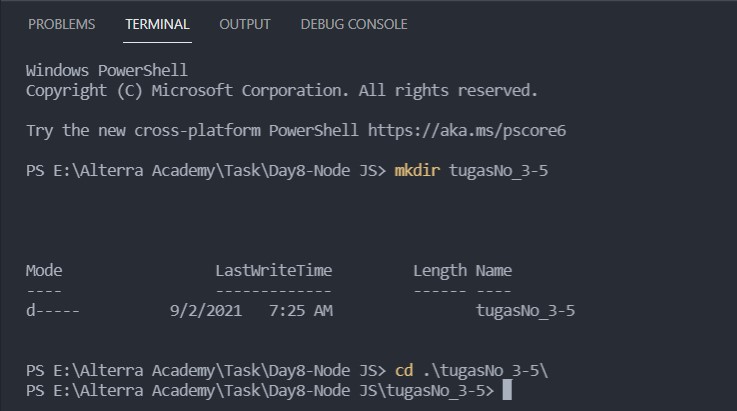 PROBLEMS TERMINAL OUTPUT DEBUG CONSOLE
Windows PowerShell
Copyright (C) Microsoft Corporation. All rights reserved.
Try the new cross-platform PowerShell https://aka.ms/pscore6
PS E:\Alterra Academy\Task\Day8-Node JS> mkdir tugasNo_3-5
Mode                 LastWriteTime         Length Name
----                 -------------         ------ ----
d-----          9/2/2021   7:25 AM                tugasNo_3-5
PS E:\Alterra Academy\Task\Day8-Node JS> cd .\tugasNo_3-5\
PS E:\Alterra Academy\Task\Day8-Node JS\tugasNo_3-5>